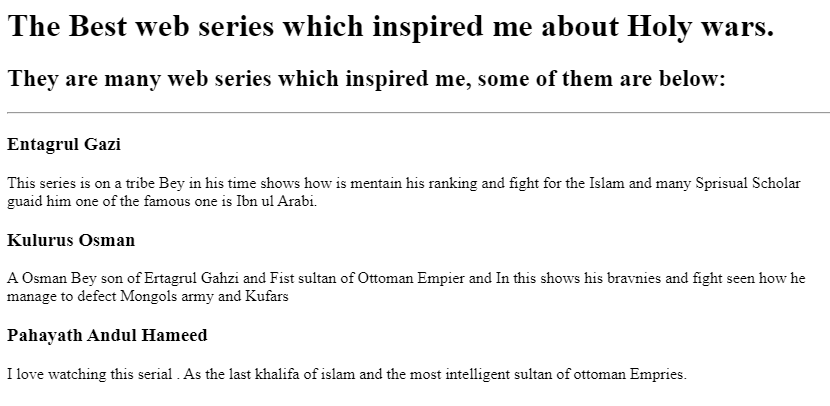 The Best web series which inspired me about Holy wars.
They are many web series which inspired me, some of them are below:
Entagrul Gazi
This series is on a tribe Bey in his time shows how is mentain his ranking and fight for the Islam and many Sprisual Scholar
guaid him one of the famous one is Ibn ul Arabi.
Kulurus Osman
A Osman Bey son of Ertagrul Gahzi and Fist sultan of Ottoman Empier and In this shows his bravnies and fight seen how he
manage to defect Mongols army and Kufars
Pahayath Andul Hameed
I love watching this serial . As the last khalifa of islam and the most intelligent sultan of ottoman Empries.